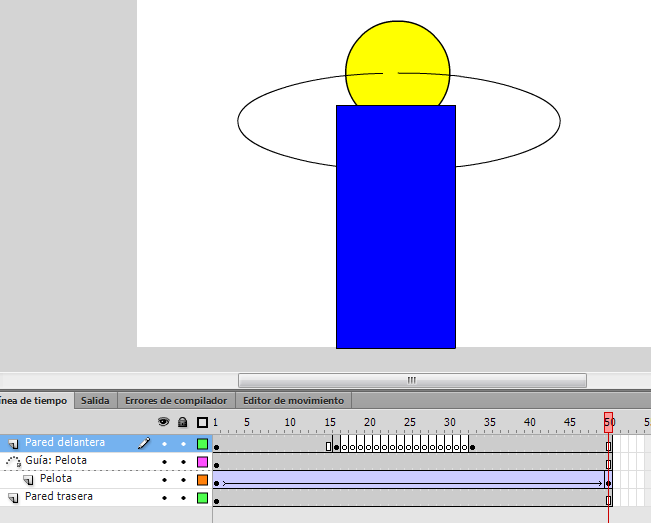 ínea de tiempo Salida Errores de compilador Editor de movimiento
1 5 10 15 20 25 30 35 40 45 50 55
Pared delantera
Guía: Pelota
Pelota
Pared trasera